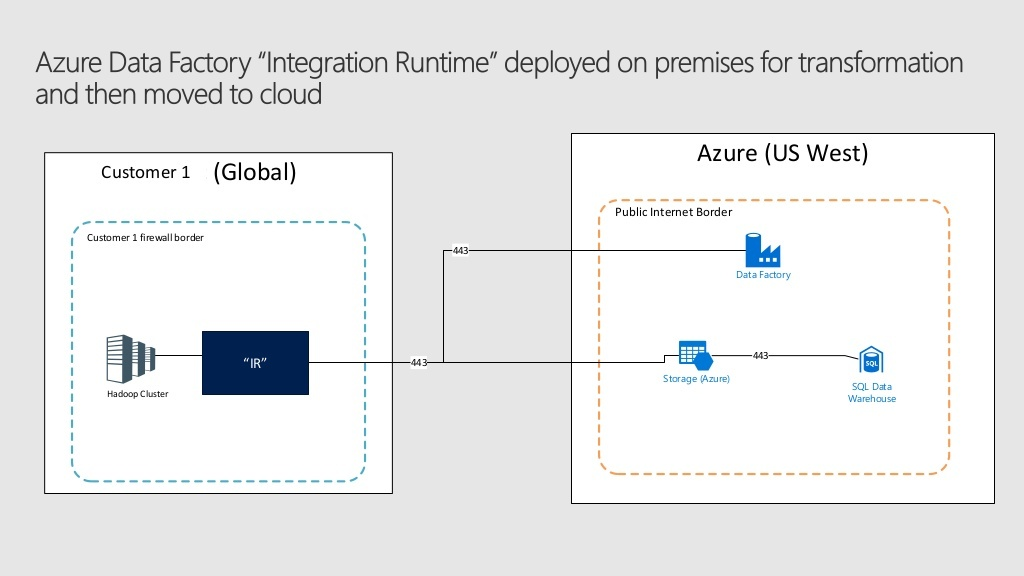 Azure Data Factory “Integration Runtime” deployed on premises for transformation
and then moved to cloud
Customer 1 (Global)
Customer 1 firewall border
Hadoop Cluster
“IR”
443
443
Azure (US West)
Public Internet Border
Data Factory
Storage (Azure)
443
SQL
SQL Data
Warehouse